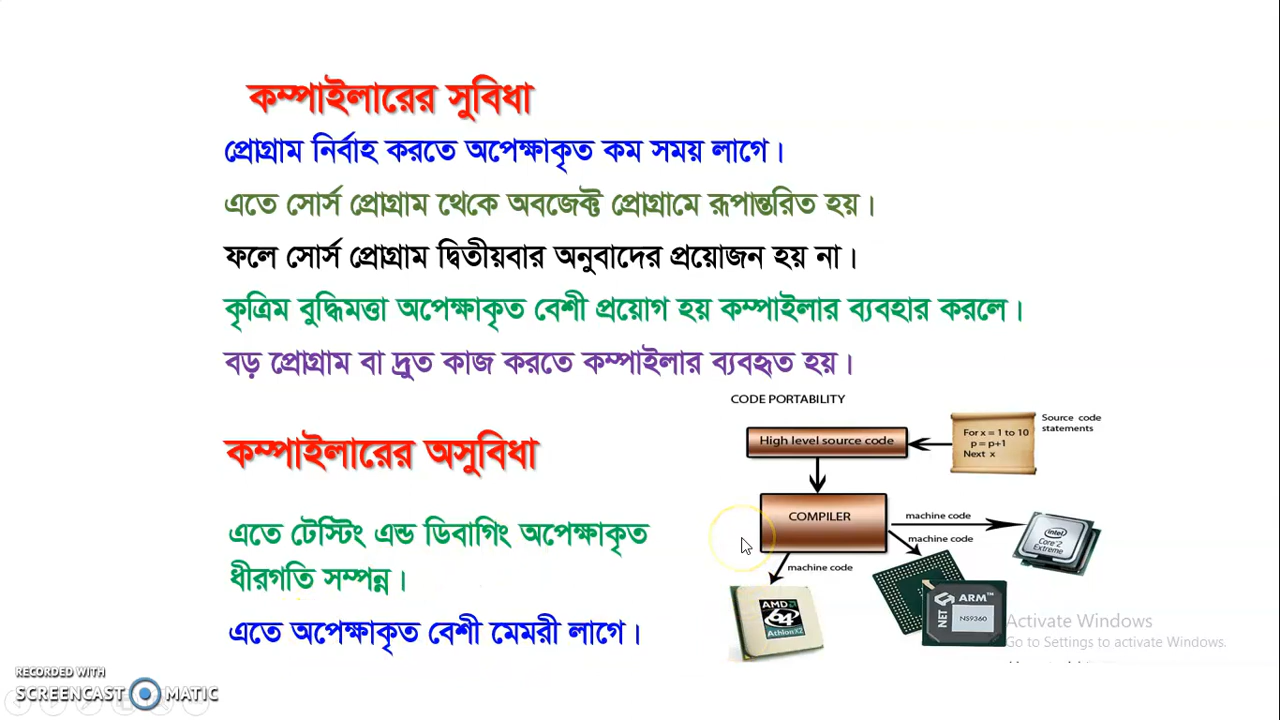 কম্পাইলারের সুবিধা
প্রোগ্রাম নির্বাহ করতে অপেক্ষাকৃত কম সময় লাগে।
এতে সোর্স প্রোগ্রাম থেকে অবজেক্ট প্রোগ্রামে রূপান্তরিত হয়।
ফলে সোর্স প্রোগ্রাম দ্বিতীয়বার অনুবাদের প্রয়োজন হয় না।
কৃত্রিম বুদ্ধিমত্তা অপেক্ষাকৃত বেশী প্রয়োগ হয় কম্পাইলার ব্যবহার করলে।
বড় প্রোগ্রাম বা দ্রুত কাজ করতে কম্পাইলার ব্যবহৃত হয়।
কম্পাইলারের অসুবিধা
এতে টেস্টিং এন্ড ডিবাগিং অপেক্ষাকৃত
ধীরগতি সম্পন্ন।
এতে অপেক্ষাকৃত বেশী মেমরী লাগে।
CODE PORTABILITY
High level source code
For x = 1 to 10
p = p+1
Next x
Source code
statements
COMPILER
machine code
machine code
machine code
intel
Core 2
Extreme
AMD
64
Athlon X2
NET
ARM™
NS9360
Activate Windows
Go to Settings to activate Windows.
RECORDED WITH
SCREENCAST MATIC